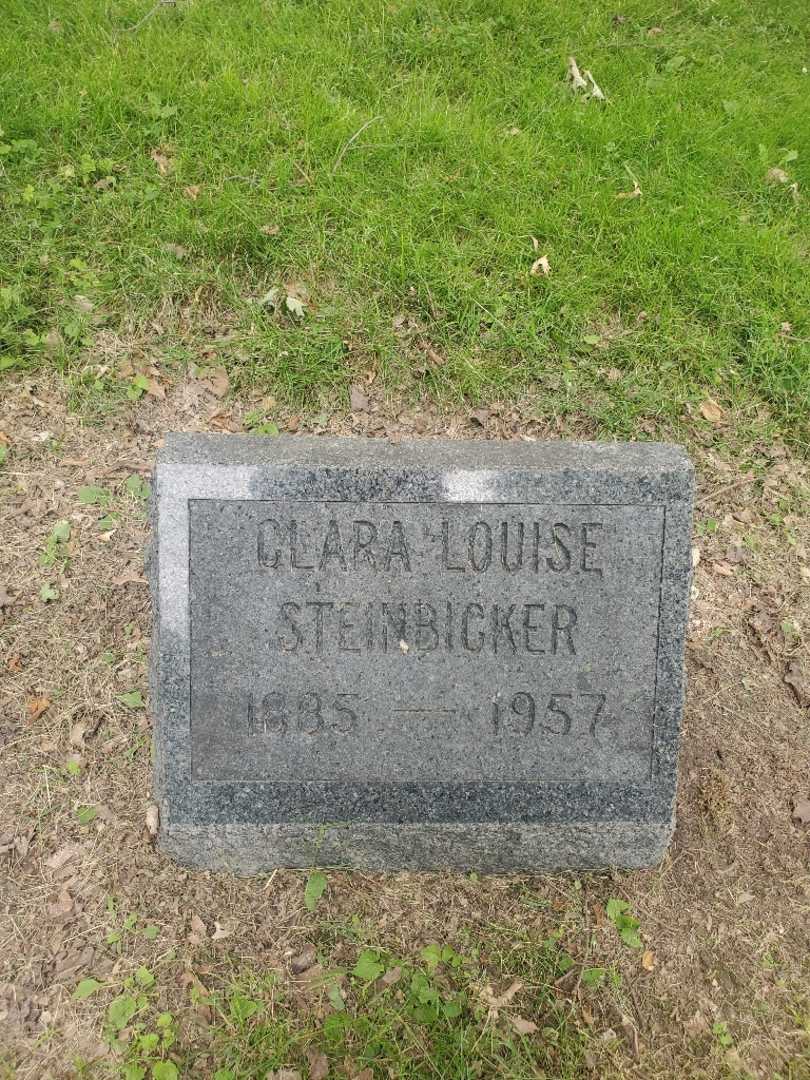 CLARA LOUISE
STEINBICKER
1885 — 1957